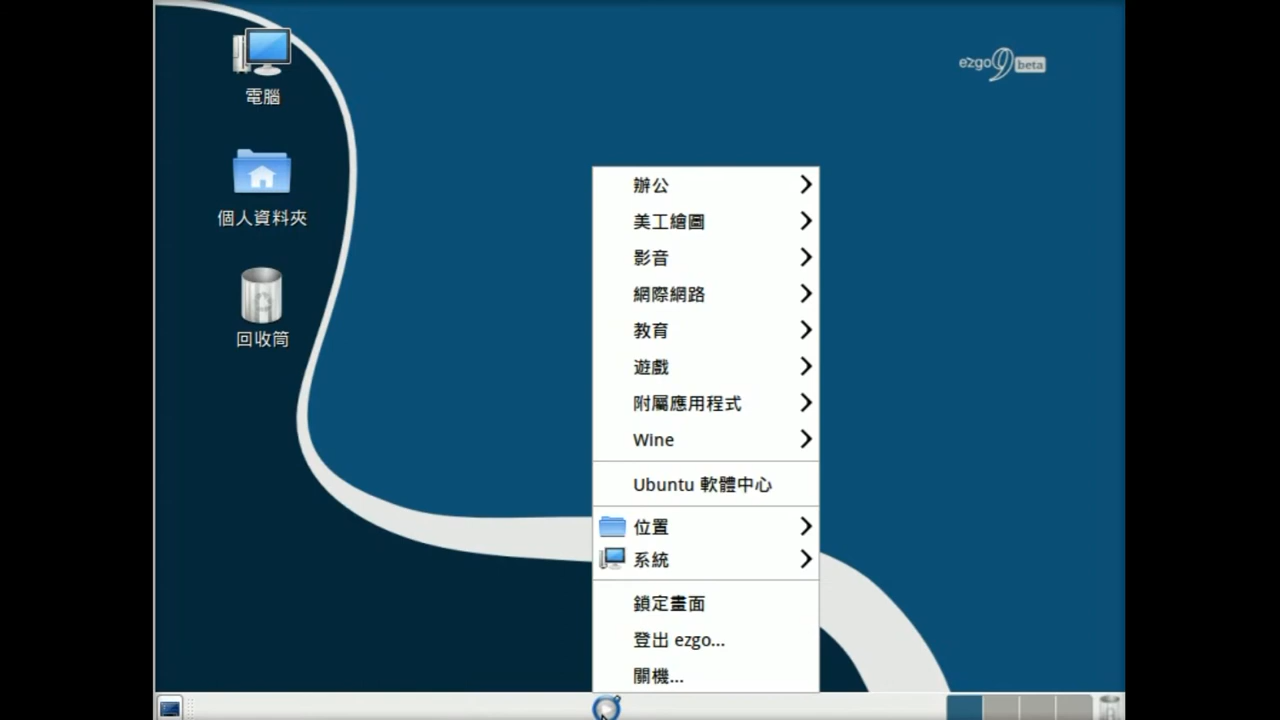 電腦
個人資料夾
回收筒
ezgo9 beta
辦公
美工繪圖
影音
網際網路
教育
遊戲
附屬應用程式
Wine
Ubuntu 軟體中心
位置
系統
鎖定畫面
登出 ezgo...
關機...